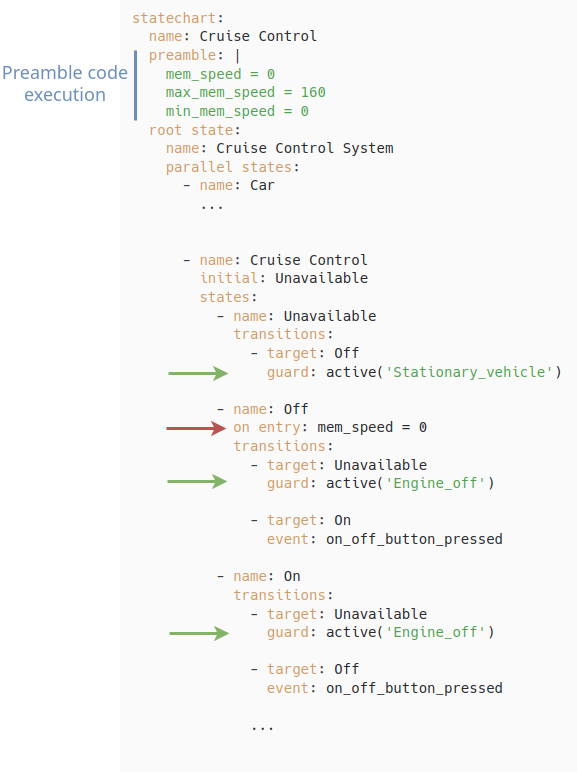 statechart:
name: Cruise Control
preamble: |
Preamble code
execution
mem_speed = 0
max_mem_speed = 160
min_mem_speed = 0
root state:
name: Cruise Control System
parallel states:
- name: Car
...
- name: Cruise Control
initial: Unavailable
states:
- name: Unavailable
transitions:
- target: Off
guard: active('Stationary_vehicle')
- name: Off
on entry: mem_speed = 0
transitions:
- target: Unavailable
guard: active('Engine_off')
- target: On
event: on_off_button_pressed
- name: On
transitions:
- target: Unavailable
guard: active('Engine_off')
- target: Off
event: on_off_button_pressed
...